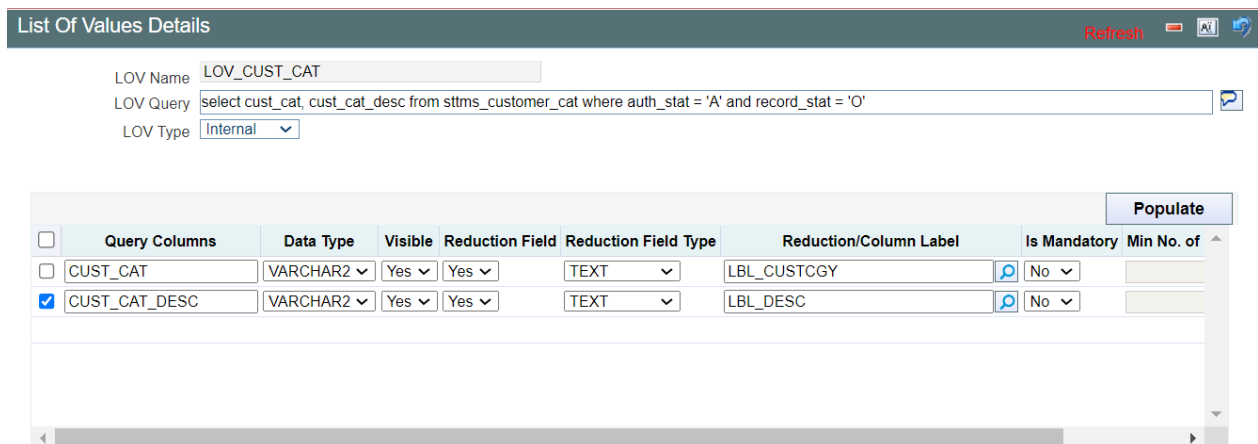 List Of Values Details Refresh
LOV Name LOV_CUST_CAT
LOV Query select cust_cat, cust_cat_desc from sttms_customer_cat where auth_stat = 'A' and record_stat = 'O'
LOV Type Internal
Populate
Query Columns Data Type Visible Reduction Field Reduction Field Type Reduction/Column Label Is Mandatory Min No. of
CUST_CAT VARCHAR2 Yes Yes TEXT LBL_CUSTCGY No
CUST_CAT_DESC VARCHAR2 Yes Yes TEXT LBL_DESC No